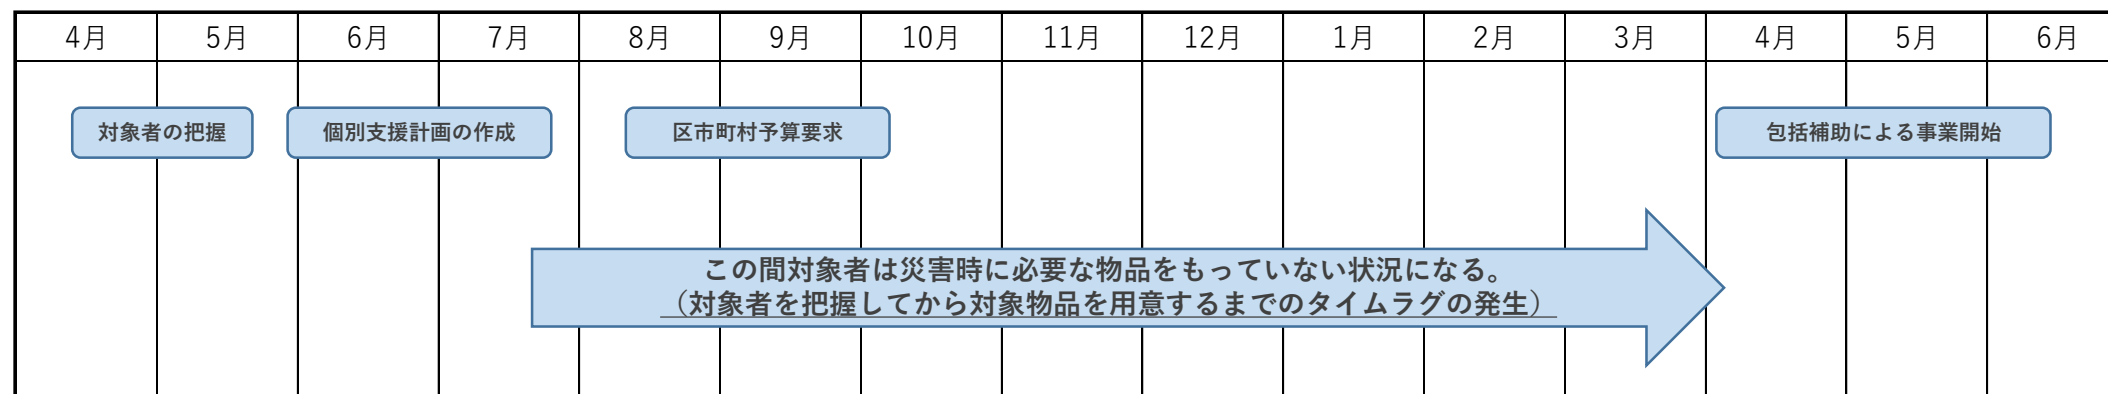 4月 5月 6月 7月 8月 9月 10月 11月 12月 1月 2月 3月 4月 5月 6月
対象者の把握 個別支援計画の作成 区市町村予算要求 包括補助による事業開始
この間対象者は災害時に必要な物品をもっていない状況になる。
（対象者を把握してから対象物品を用意するまでのタイムラグの発生）